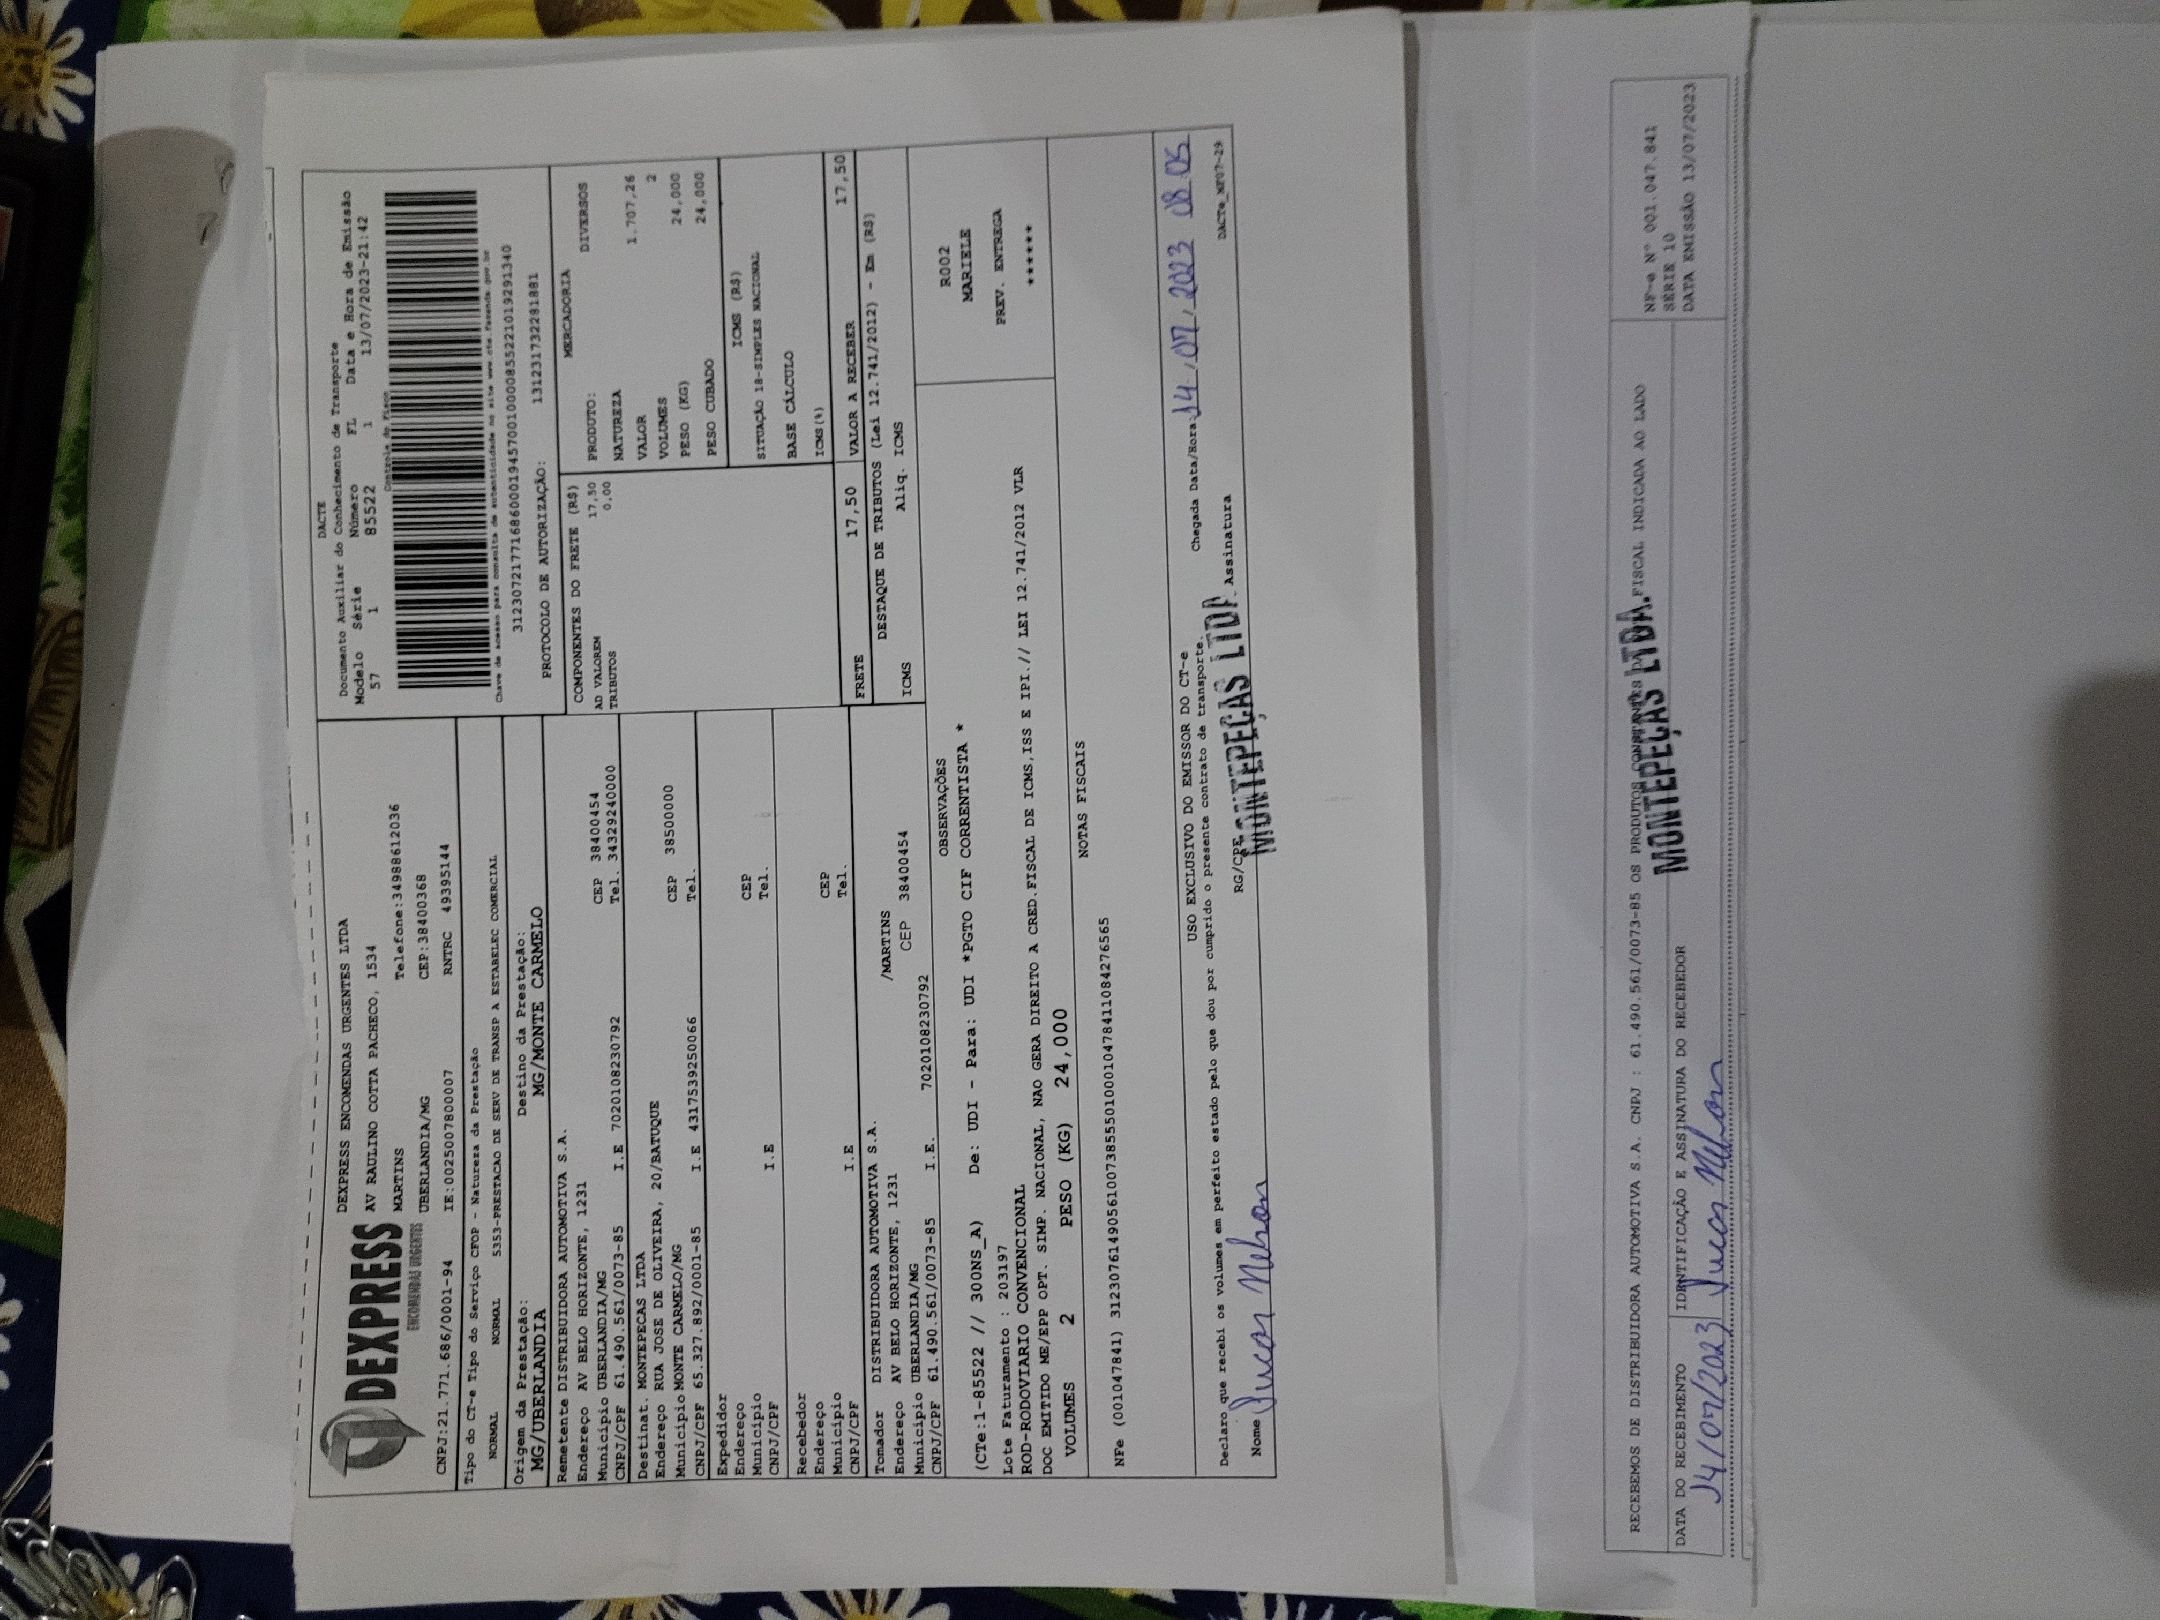 DEXPRESS
ENCOMENDAS URGENTES
DEXPRESS ENCOMENDAS URGENTES LTDA
AV RAULINO COTTA PACHECO, 1534
MARTINS Telefone:34988612036
UBERLANDIA/MG CEP:38400368
CNPJ:21.771.686/0001-94 IE:0025007800007 RNTRC 49395144
DACTE
Documento Auxiliar do Conhecimento de Transporte
Modelo Série Número FL Data e Hora de Emissão
57 1 85522 1 13/07/2023-21:42
Controle do Fisco
Chave de acesso para consulta de autenticidade no site www.cte.fazenda.gov.br
31230721771686000194570010000855221019291340
PROTOCOLO DE AUTORIZAÇÃO: 131231732281881
Tipo do CT-e Tipo do Serviço CFOP - Natureza da Prestação
NORMAL NORMAL 5353-PRESTACAO DE SERV DE TRANSP A ESTABELEC COMERCIAL
Origem da Prestação: Destino da Prestação:
MG/UBERLANDIA MG/MONTE CARMELO
Remetente DISTRIBUIDORA AUTOMOTIVA S.A.
Endereço AV BELO HORIZONTE, 1231
Município UBERLANDIA/MG CEP 38400454
CNPJ/CPF 61.490.561/0073-85 I.E 7020108230792 Tel. 3432924000
Destinat. MONTEPECAS LTDA
Endereço RUA JOSE DE OLIVEIRA, 20/BATUQUE
Município MONTE CARMELO/MG CEP 38500000
CNPJ/CPF 65.327.892/0001-85 I.E 4317539250066 Tel.
Expedidor
Endereço
Município CEP
CNPJ/CPF I.E Tel.
Recebedor
Endereço
Município CEP
CNPJ/CPF I.E Tel.
Tomador DISTRIBUIDORA AUTOMOTIVA S.A.
Endereço AV BELO HORIZONTE, 1231 /MARTINS
Município UBERLANDIA/MG CEP 38400454
CNPJ/CPF 61.490.561/0073-85 I.E. 7020108230792
COMPONENTES DO FRETE (R$)
AD VALOREM 17,50
TRIBUTOS 0,00
MERCADORIA
PRODUTO: DIVERSOS
NATUREZA
VALOR 1.707,26
VOLUMES 2
PESO (KG) 24,000
PESO CUBADO 24,000
ICMS (R$)
SITUAÇÃO 18-SIMPLES NACIONAL
BASE CÁLCULO
ICMS(%)
FRETE 17,50 VALOR A RECEBER 17,50
DESTAQUE DE TRIBUTOS (Lei 12.741/2012) - Em (R$)
ICMS Aliq. ICMS
OBSERVAÇÕES
(CTe:1-85522 // 300NS_A) De: UDI - Para: UDI *PGTO CIF CORRENTISTA *
Lote Faturamento : 203197
ROD-RODOVIARIO CONVENCIONAL
DOC EMITIDO ME/EPP OPT. SIMP. NACIONAL, NAO GERA DIREITO A CRED.FISCAL DE ICMS,ISS E IPI.// LEI 12.741/2012 VLR
R002
MARIELE
PREV. ENTREGA
******
VOLUMES 2 PESO (KG) 24,000
NOTAS FISCAIS
NFe (001047841) 31230761490561007385550100010478411084276565
USO EXCLUSIVO DO EMISSOR DO CT-e
Declaro que recebi os volumes em perfeito estado pelo que dou por cumprido o presente contrato de transporte.
Chegada Data/Hora 14/07/2023 08 05
Nome RG/CPF Assinatura
MONTEPEÇAS LTDA.
DACTe_MF07-29
RECEBEMOS DE DISTRIBUIDORA AUTOMOTIVA S.A. CNPJ : 61.490.561/0073-85 OS PRODUTOS CONSTANTES DA FISCAL INDICADA AO LADO
NF-e N° 001.047.841
SÉRIE 10
DATA EMISSÃO 13/07/2023
DATA DO RECEBIMENTO IDENTIFICAÇÃO E ASSINATURA DO RECEBEDOR
14/07/2023
MONTEPEÇAS LTDA.